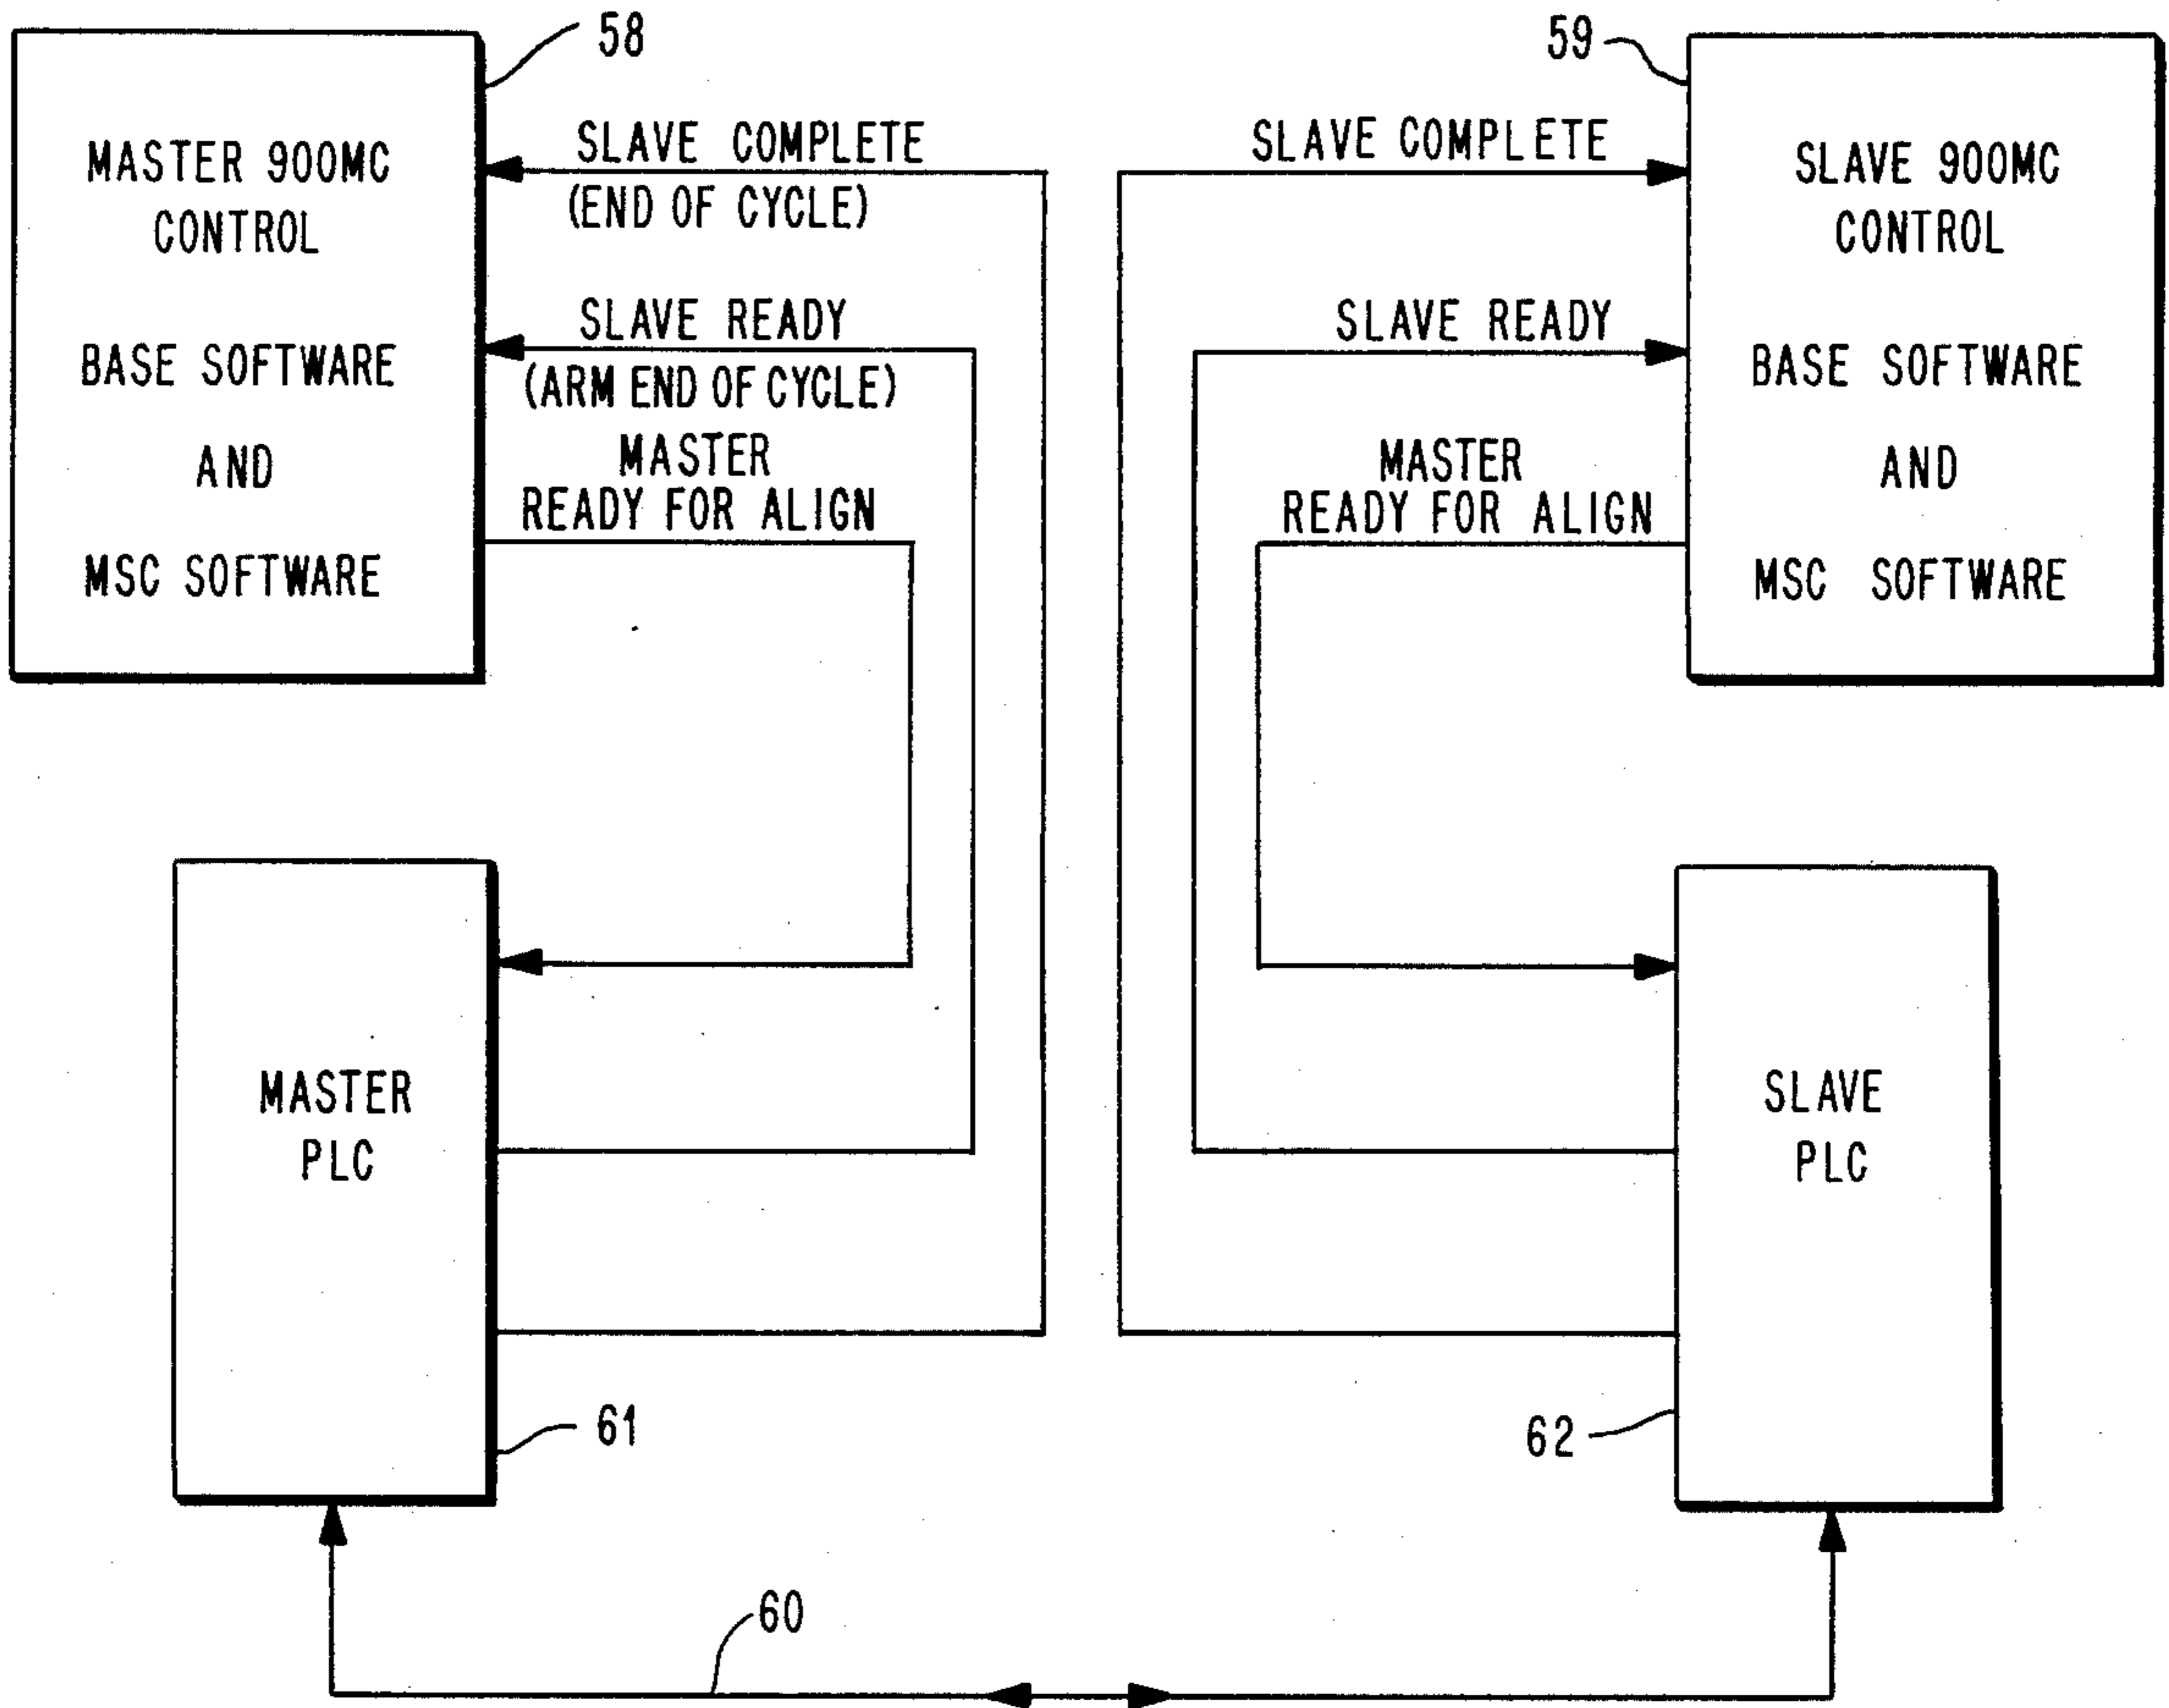 58
MASTER 900MC
CONTROL
BASE SOFTWARE
AND
MSC SOFTWARE
SLAVE COMPLETE
(END OF CYCLE)
SLAVE READY
(ARM END OF CYCLE)
MASTER
READY FOR ALIGN
59
SLAVE COMPLETE
SLAVE READY
MASTER
READY FOR ALIGN
SLAVE 900MC
CONTROL
BASE SOFTWARE
AND
MSC SOFTWARE
MASTER
PLC
61
SLAVE
PLC
62
60